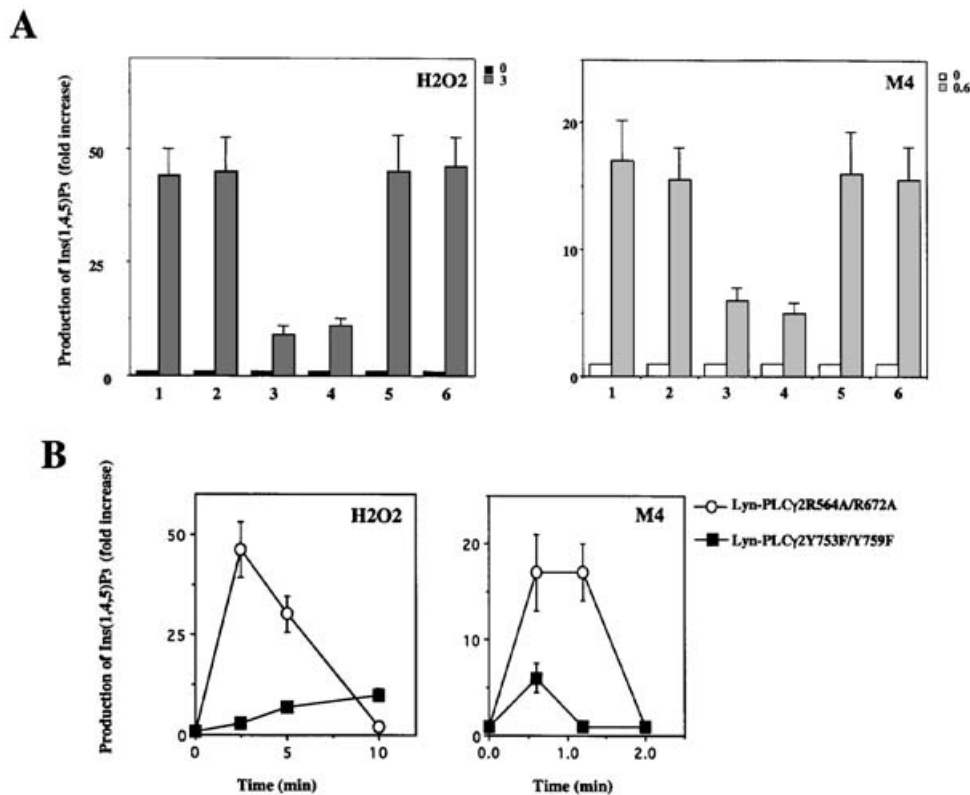 A
Production of Ins(1,4,5)P3 (fold increase)
H2O2
0
3
50
25
0
1 2 3 4 5 6
M4
0
0.6
20
10
0
1 2 3 4 5 6
B
Production of Ins(1,4,5)P3 (fold increase)
H2O2
50
25
0
0 5 10
Time (min)
M4
20
10
0
0.0 1.0 2.0
Time (min)
Lyn-PLCγ2R564A/R672A
Lyn-PLCγ2Y753F/Y759F